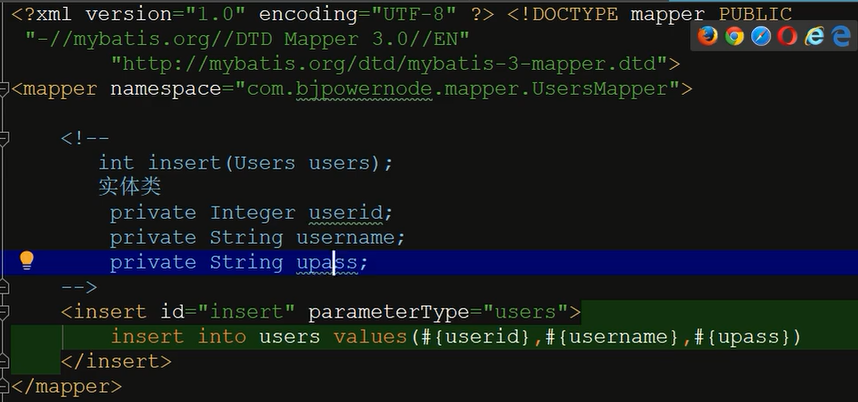 <?xml version="1.0" encoding="UTF-8" ?> <!DOCTYPE mapper PUBLIC
"-//mybatis.org//DTD Mapper 3.0//EN"
"http://mybatis.org/dtd/mybatis-3-mapper.dtd">
<mapper namespace="com.bjpowernode.mapper.UsersMapper">
<!--
int insert(Users users);
实体类
private Integer userid;
private String username;
private String upass;
-->
<insert id="insert" parameterType="users">
insert into users values(#{userid},#{username},#{upass})
</insert>
</mapper>